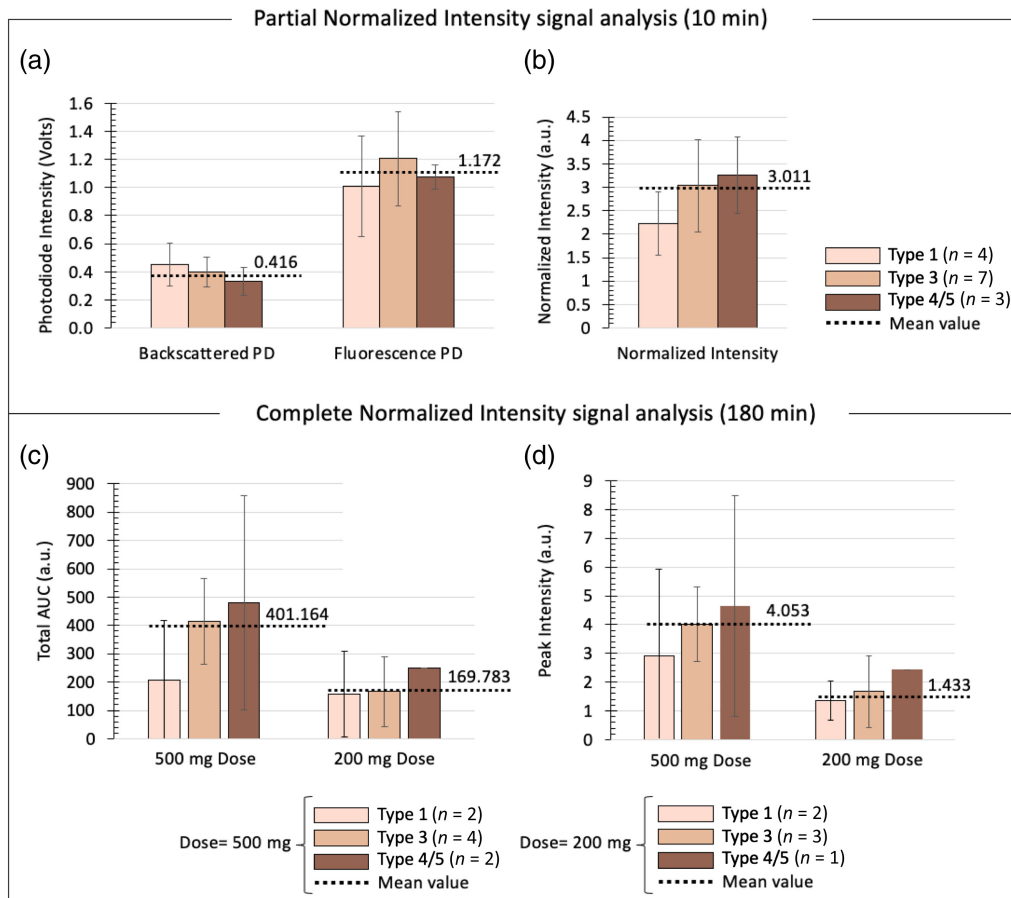 Partial Normalized Intensity signal analysis (10 min)
(a)
Photodiode Intensity (Volts)
1.6
1.4
1.2
1.0
0.8
0.6
0.4
0.2
0.0
0.416
1.172
Backscattered PD
Fluorescence PD
(b)
Normalized Intensity (a.u.)
4.5
4
3.5
3
2.5
2
1.5
1
0.5
0
3.011
Normalized Intensity
Type 1 (n = 4)
Type 3 (n = 7)
Type 4/5 (n = 3)
Mean value
Complete Normalized Intensity signal analysis (180 min)
(c)
Total AUC (a.u.)
900
800
700
600
500
400
300
200
100
0
401.164
169.783
500 mg Dose
200 mg Dose
(d)
Peak Intensity (a.u.)
9
8
7
6
5
4
3
2
1
0
4.053
1.433
500 mg Dose
200 mg Dose
Dose= 500 mg
Type 1 (n = 2)
Type 3 (n = 4)
Type 4/5 (n = 2)
Mean value
Dose= 200 mg
Type 1 (n = 2)
Type 3 (n = 3)
Type 4/5 (n = 1)
Mean value